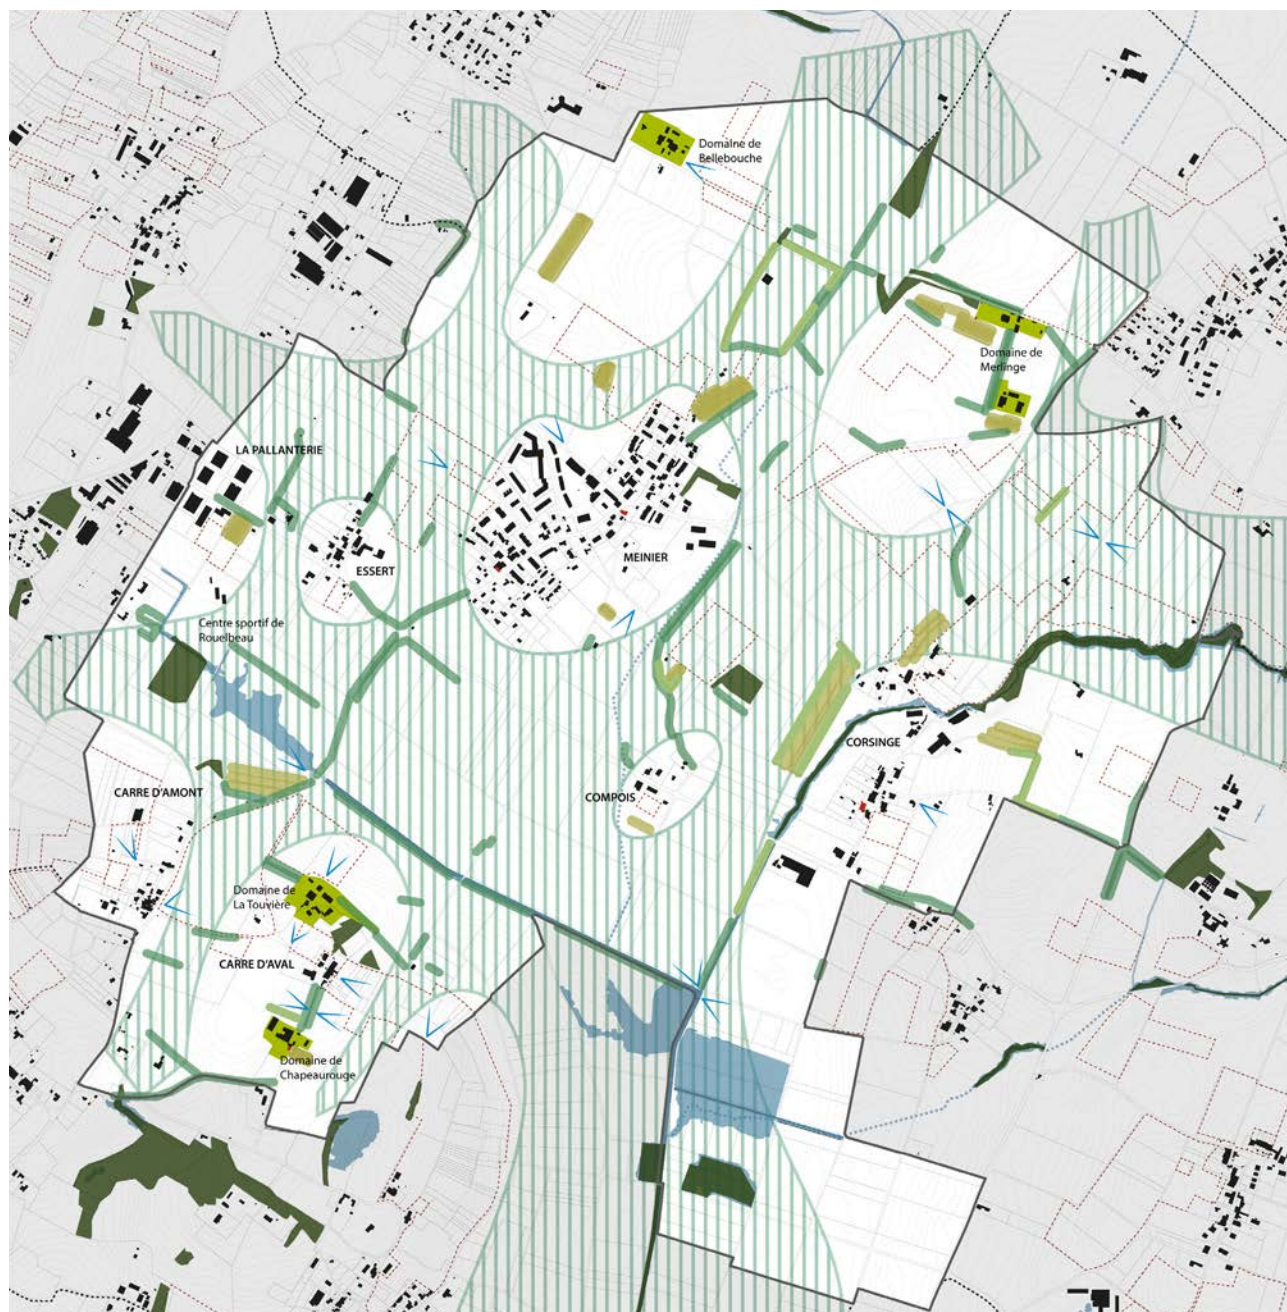 Domaine de
Bellebouche
Domaine de
Merlinge
LA PALLANTERIE
MEINIER
ESSERT
Centre sportif de
Rouelbeau
CORSINGE
CARRE D'AMONT
COMPOIS
Domaine de
La Touvière
CARRE D'AVAL
Domaine de
Chapeaurouge